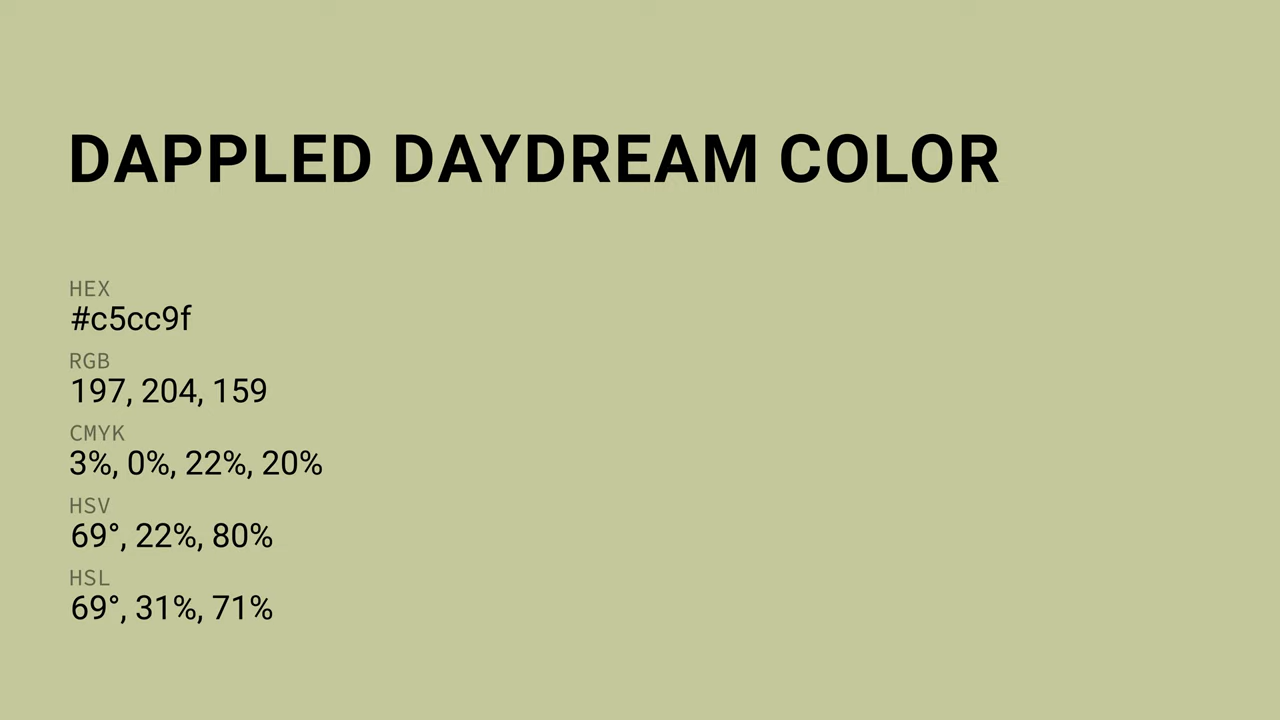 DAPPLED DAYDREAM COLOR
HEX
#c5cc9f
RGB
197, 204, 159
CMYK
3%, 0%, 22%, 20%
HSV
69°, 22%, 80%
HSL
69°, 31%, 71%